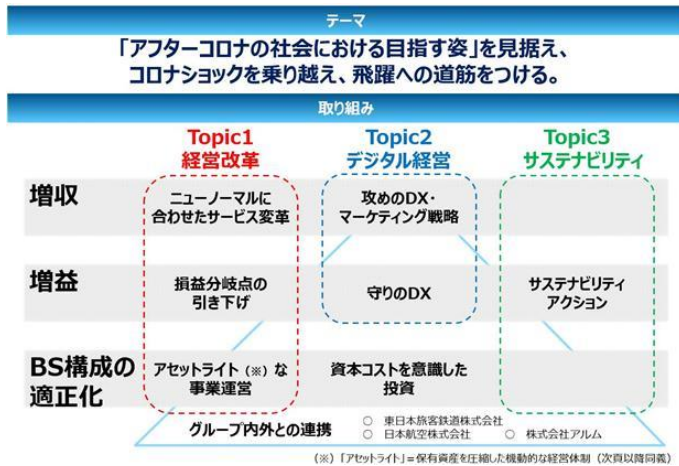 テーマ
「アフターコロナの社会における目指す姿」を見据え、
コロナショックを乗り越え、飛躍への道筋をつける。
取り組み
Topic1
経営改革
Topic2
デジタル経営
Topic3
サステナビリティ
増収
ニューノーマルに
合わせたサービス変革
攻めのDX・
マーケティング戦略
増益
損益分岐点の
引き下げ
守りのDX
サステナビリティ
アクション
BS構成の
適正化
アセットライト（※）な
事業運営
資本コストを意識した
投資
グループ内外との連携
○ 東日本旅客鉄道株式会社
○ 日本航空株式会社 ○ 株式会社アルム
（※）「アセットライト」＝保有資産を圧縮した機動的な経営体制（次頁以降同義）